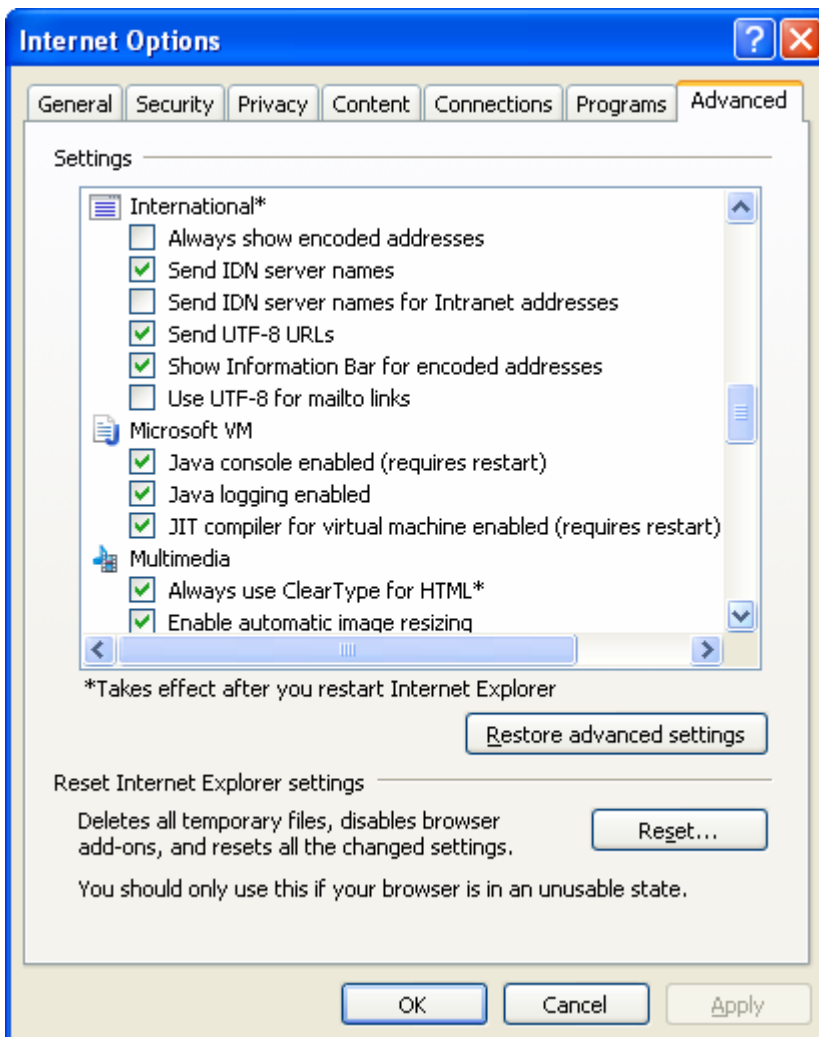 Internet Options
General Security Privacy Content Connections Programs Advanced
Settings
International*
Always show encoded addresses
Send IDN server names
Send IDN server names for Intranet addresses
Send UTF-8 URLs
Show Information Bar for encoded addresses
Use UTF-8 for mailto links
Microsoft VM
Java console enabled (requires restart)
Java logging enabled
JIT compiler for virtual machine enabled (requires restart)
Multimedia
Always use ClearType for HTML*
Enable automatic image resizing
*Takes effect after you restart Internet Explorer
Restore advanced settings
Reset Internet Explorer settings
Deletes all temporary files, disables browser
add-ons, and resets all the changed settings.
Reset...
You should only use this if your browser is in an unusable state.
OK Cancel Apply